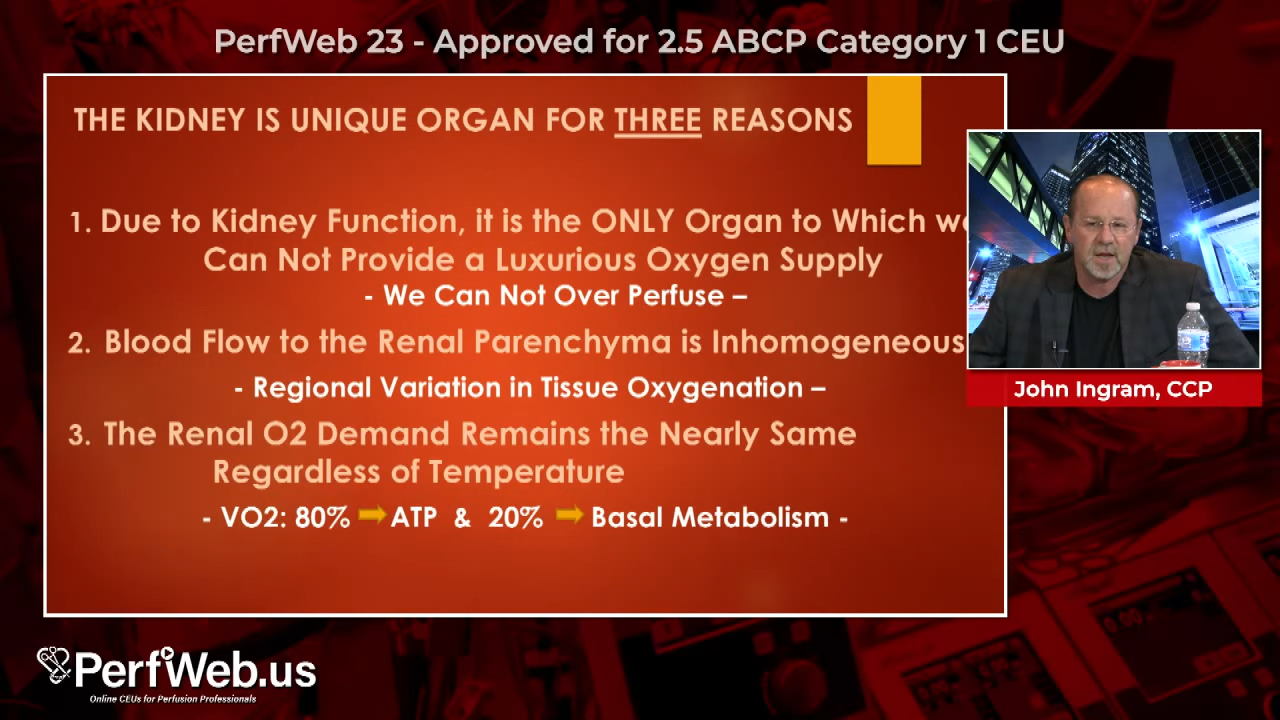 PerfWeb 23 - Approved for 2.5 ABCP Category 1 CEU
THE KIDNEY IS UNIQUE ORGAN FOR THREE REASONS
1. Due to Kidney Function, it is the ONLY Organ to Which we
Can Not Provide a Luxurious Oxygen Supply
- We Can Not Over Perfuse –
2. Blood Flow to the Renal Parenchyma is Inhomogeneous
- Regional Variation in Tissue Oxygenation –
3. The Renal O2 Demand Remains the Nearly Same
Regardless of Temperature
- VO2: 80% ATP & 20% Basal Metabolism -
John Ingram, CCP
PerfWeb.us
Online CEUs for Perfusion Professionals